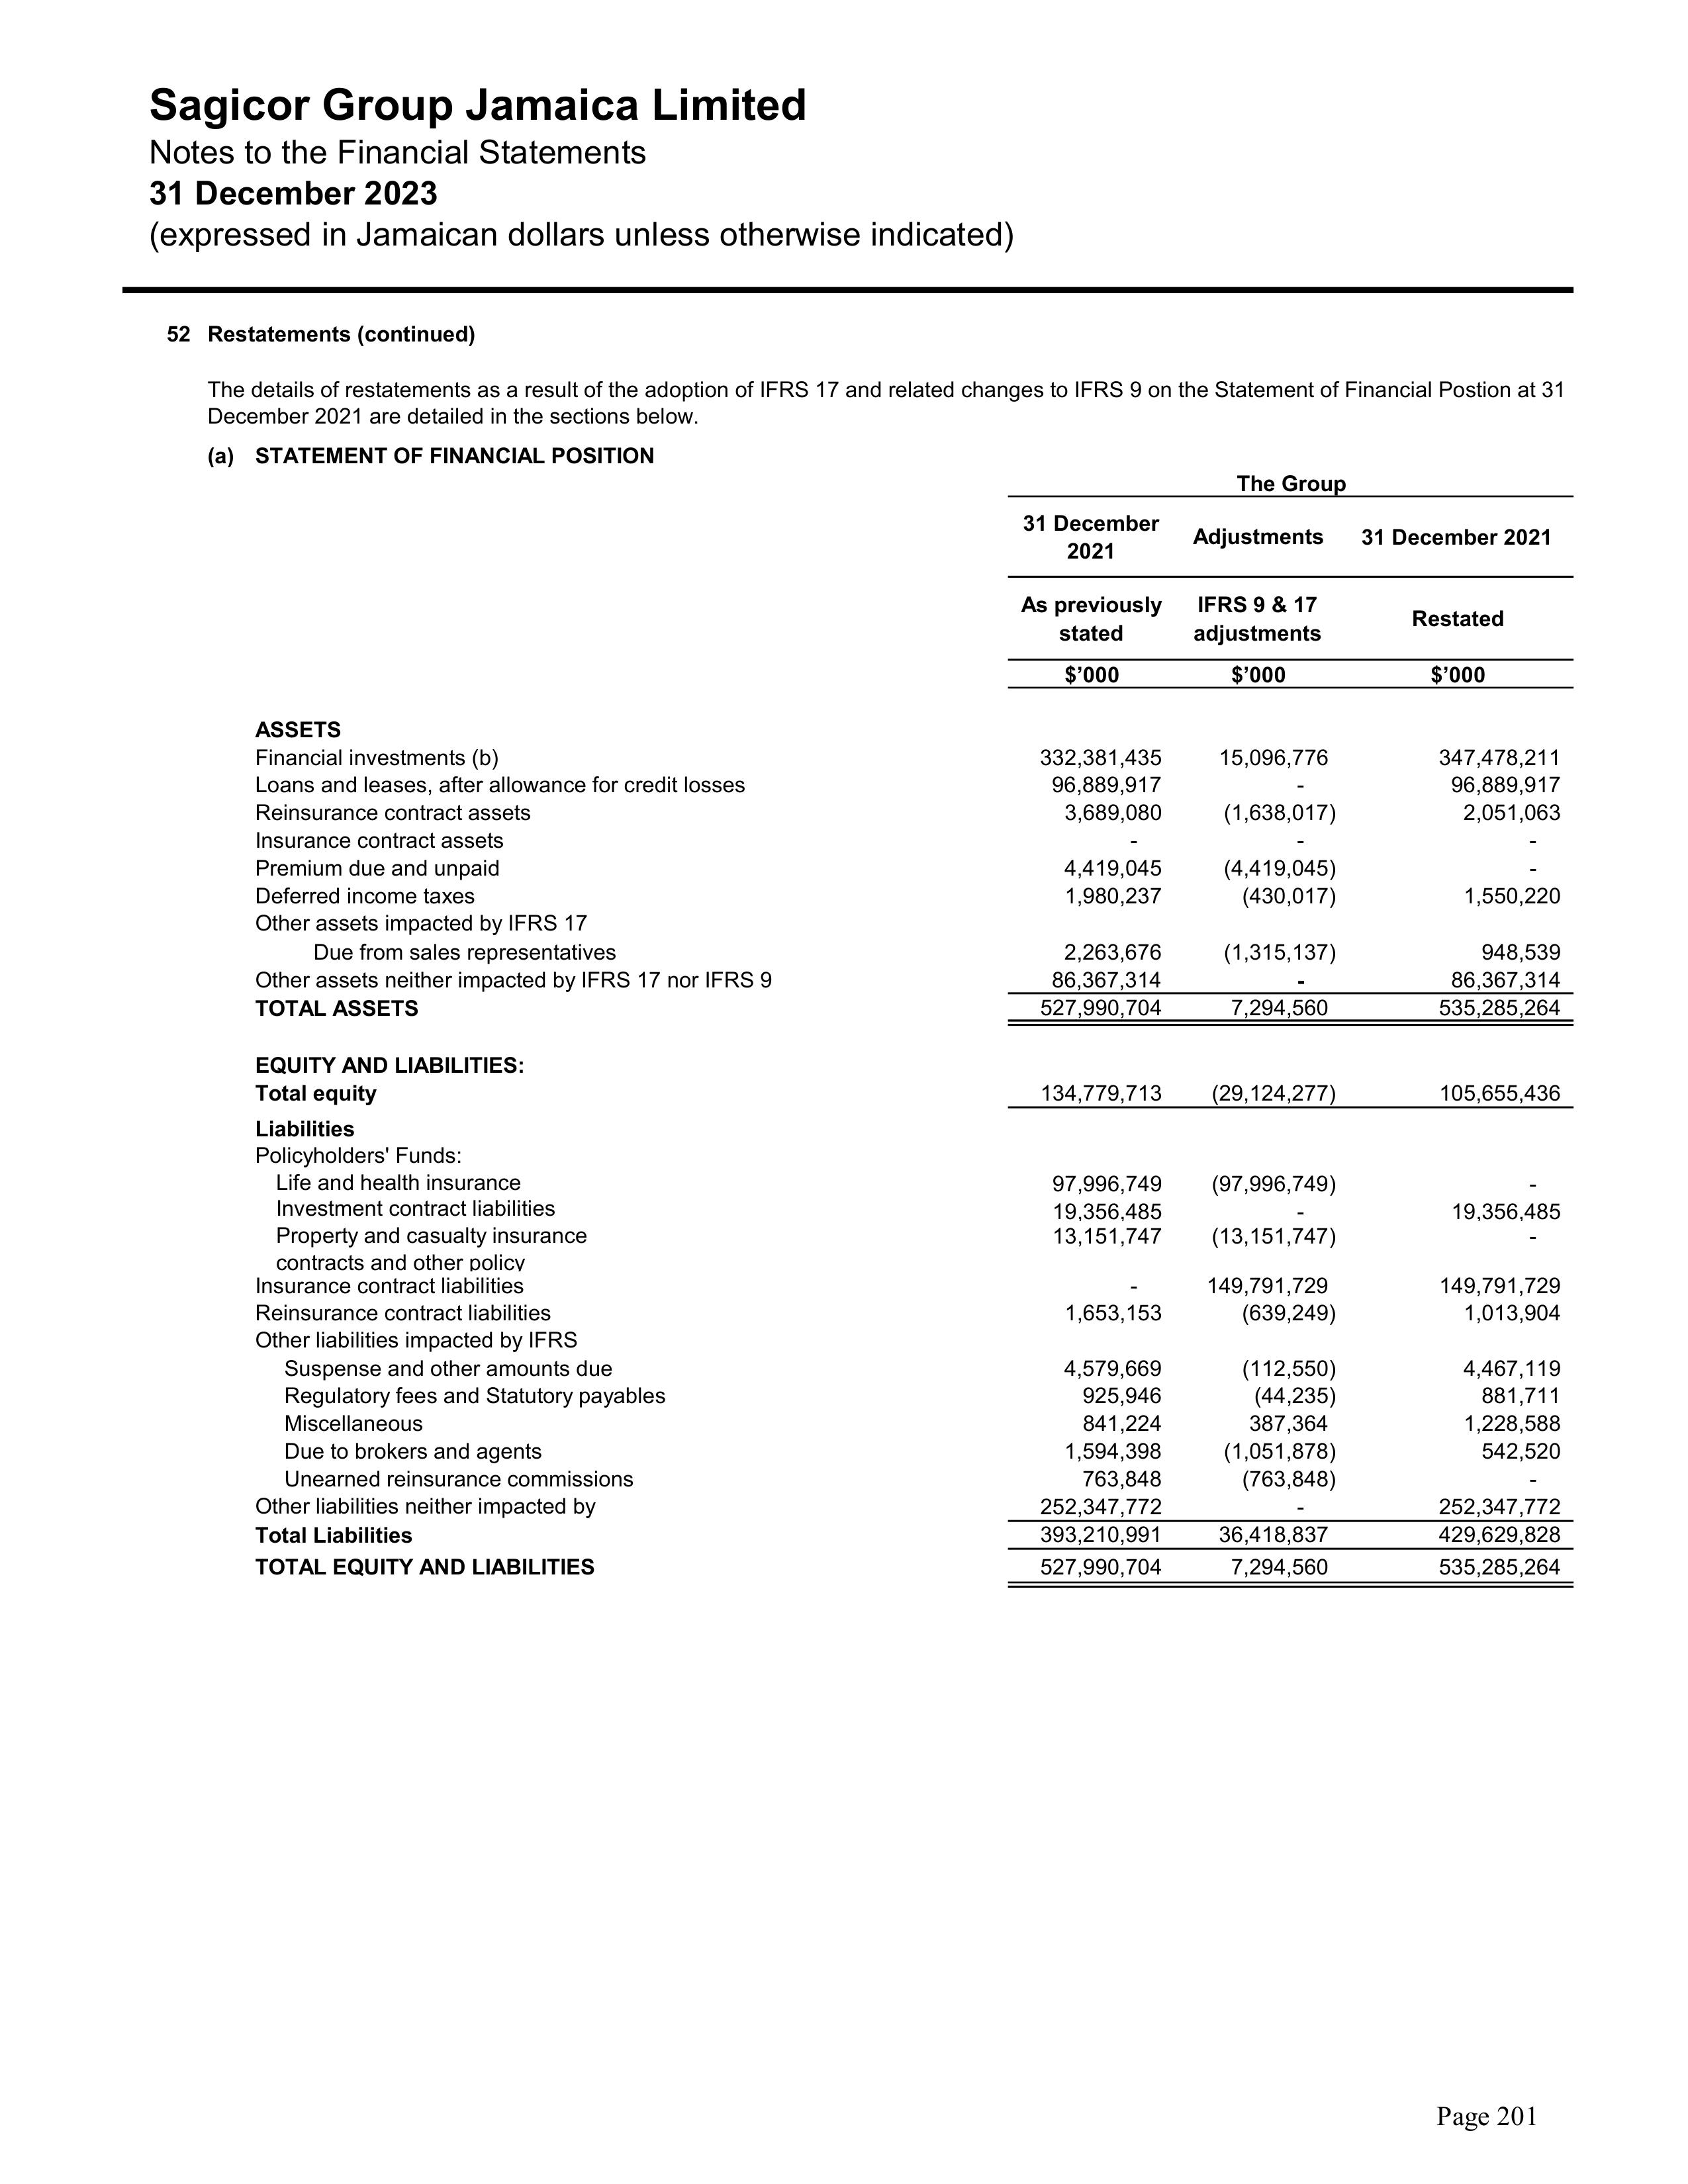 Sagicor Group Jamaica Limited
Notes to the Financial Statements
31 December 2023
(expressed in Jamaican dollars unless otherwise indicated)
52 Restatements (continued)
The details of restatements as a result of the adoption of IFRS 17 and related changes to IFRS 9 on the Statement of Financial Postion at 31
December 2021 are detailed in the sections below.
(a) STATEMENT OF FINANCIAL POSITION
The Group
31 December 2021 Adjustments 31 December 2021
As previously stated IFRS 9 & 17 adjustments Restated
$’000 $’000 $’000
ASSETS
Financial investments (b) 332,381,435 15,096,776 347,478,211
Loans and leases, after allowance for credit losses 96,889,917 - 96,889,917
Reinsurance contract assets 3,689,080 (1,638,017) 2,051,063
Insurance contract assets - - -
Premium due and unpaid 4,419,045 (4,419,045) -
Deferred income taxes 1,980,237 (430,017) 1,550,220
Other assets impacted by IFRS 17
Due from sales representatives 2,263,676 (1,315,137) 948,539
Other assets neither impacted by IFRS 17 nor IFRS 9 86,367,314 - 86,367,314
TOTAL ASSETS 527,990,704 7,294,560 535,285,264
EQUITY AND LIABILITIES:
Total equity 134,779,713 (29,124,277) 105,655,436
Liabilities
Policyholders' Funds:
Life and health insurance 97,996,749 (97,996,749) -
Investment contract liabilities 19,356,485 - 19,356,485
Property and casualty insurance 13,151,747 (13,151,747) -
contracts and other policy
Insurance contract liabilities - 149,791,729 149,791,729
Reinsurance contract liabilities 1,653,153 (639,249) 1,013,904
Other liabilities impacted by IFRS
Suspense and other amounts due 4,579,669 (112,550) 4,467,119
Regulatory fees and Statutory payables 925,946 (44,235) 881,711
Miscellaneous 841,224 387,364 1,228,588
Due to brokers and agents 1,594,398 (1,051,878) 542,520
Unearned reinsurance commissions 763,848 (763,848) -
Other liabilities neither impacted by 252,347,772 - 252,347,772
Total Liabilities 393,210,991 36,418,837 429,629,828
TOTAL EQUITY AND LIABILITIES 527,990,704 7,294,560 535,285,264
Page 201